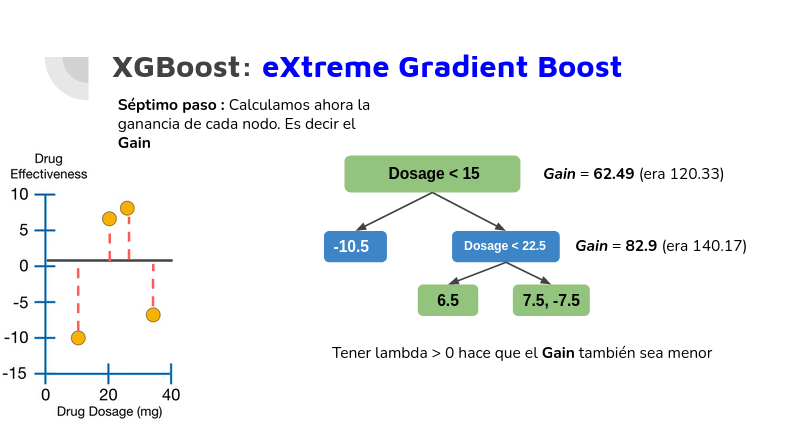 XGBoost: eXtreme Gradient Boost
Séptimo paso : Calculamos ahora la
ganancia de cada nodo. Es decir el
Gain
Drug
Effectiveness
10
5
0
-5
-10
-15
0 20 40
Drug Dosage (mg)
Dosage < 15
Gain = 62.49 (era 120.33)
-10.5
Dosage < 22.5
Gain = 82.9 (era 140.17)
6.5
7.5, -7.5
Tener lambda > 0 hace que el Gain también sea menor